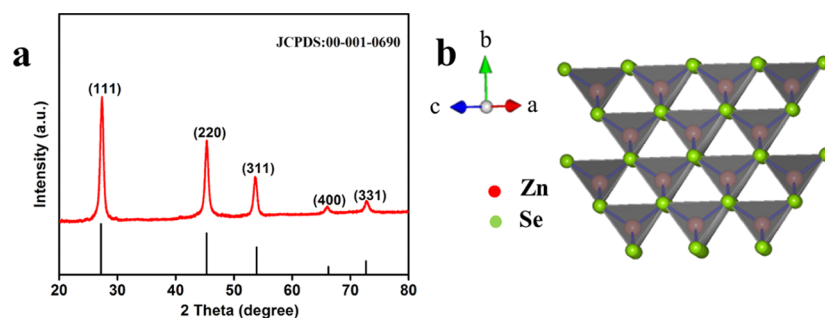 a
JCPDS:00-001-0690
(111)
(220)
(311)
(400)
(331)
Intensity (a.u.)
20 30 40 50 60 70 80
2 Theta (degree)
b
b
c
a
Zn
Se